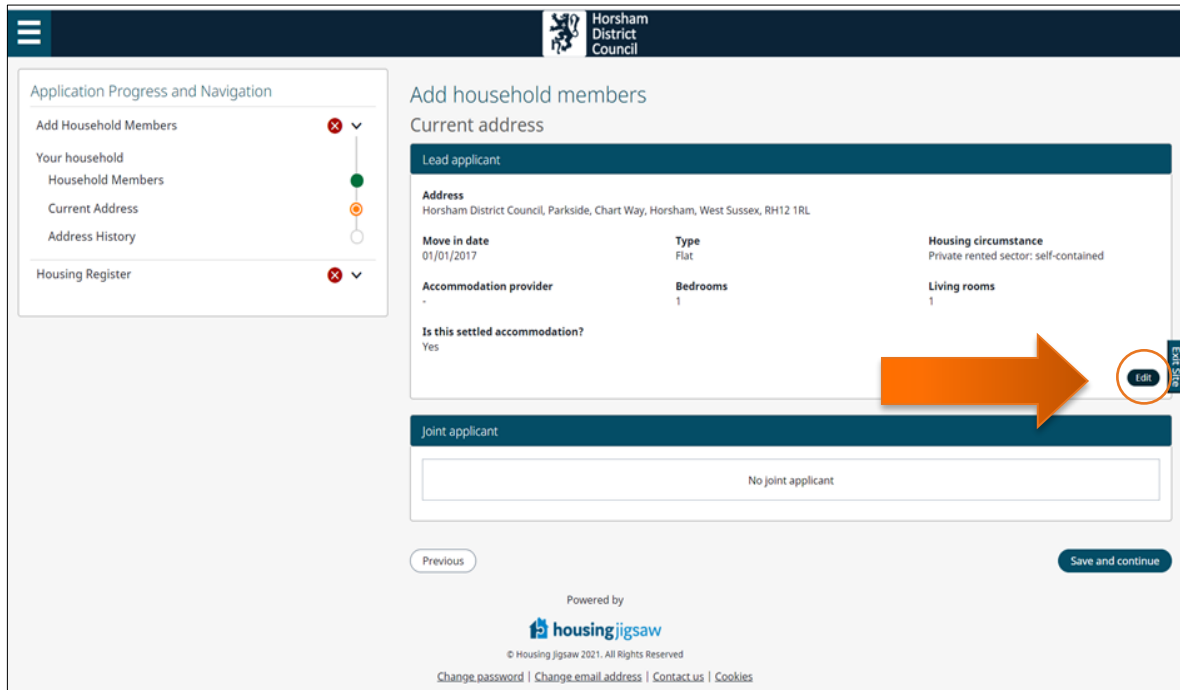 Horsham
District
Council
Application Progress and Navigation
Add Household Members
Your household
Household Members
Current Address
Address History
Housing Register
Add household members
Current address
Lead applicant
Address
Horsham District Council, Parkside, Chart Way, Horsham, West Sussex, RH12 1RL
Move in date
01/01/2017
Type
Flat
Housing circumstance
Private rented sector: self-contained
Accommodation provider
-
Bedrooms
1
Living rooms
1
Is this settled accommodation?
Yes
Edit
Exit Site
Joint applicant
No joint applicant
Previous
Save and continue
Powered by
housingjigsaw
© Housing Jigsaw 2021. All Rights Reserved
Change password | Change email address | Contact us | Cookies